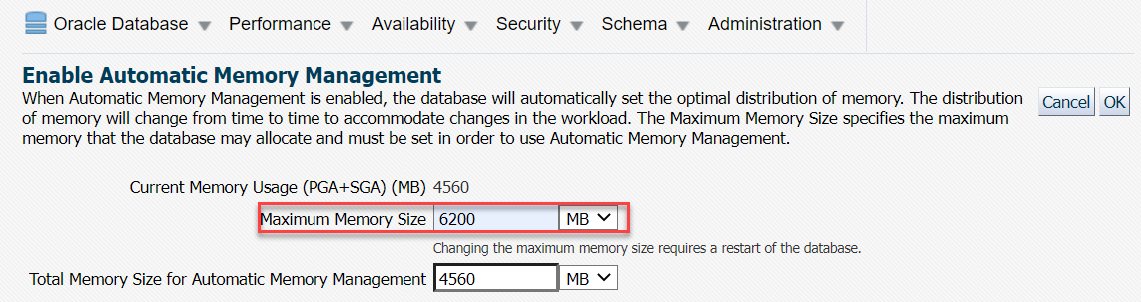 Oracle Database Performance Availability Security Schema Administration
Enable Automatic Memory Management
When Automatic Memory Management is enabled, the database will automatically set the optimal distribution of memory. The distribution
of memory will change from time to time to accommodate changes in the workload. The Maximum Memory Size specifies the maximum
memory that the database may allocate and must be set in order to use Automatic Memory Management.
Cancel OK
Current Memory Usage (PGA+SGA) (MB) 4560
Maximum Memory Size 6200 MB
Changing the maximum memory size requires a restart of the database.
Total Memory Size for Automatic Memory Management 4560 MB